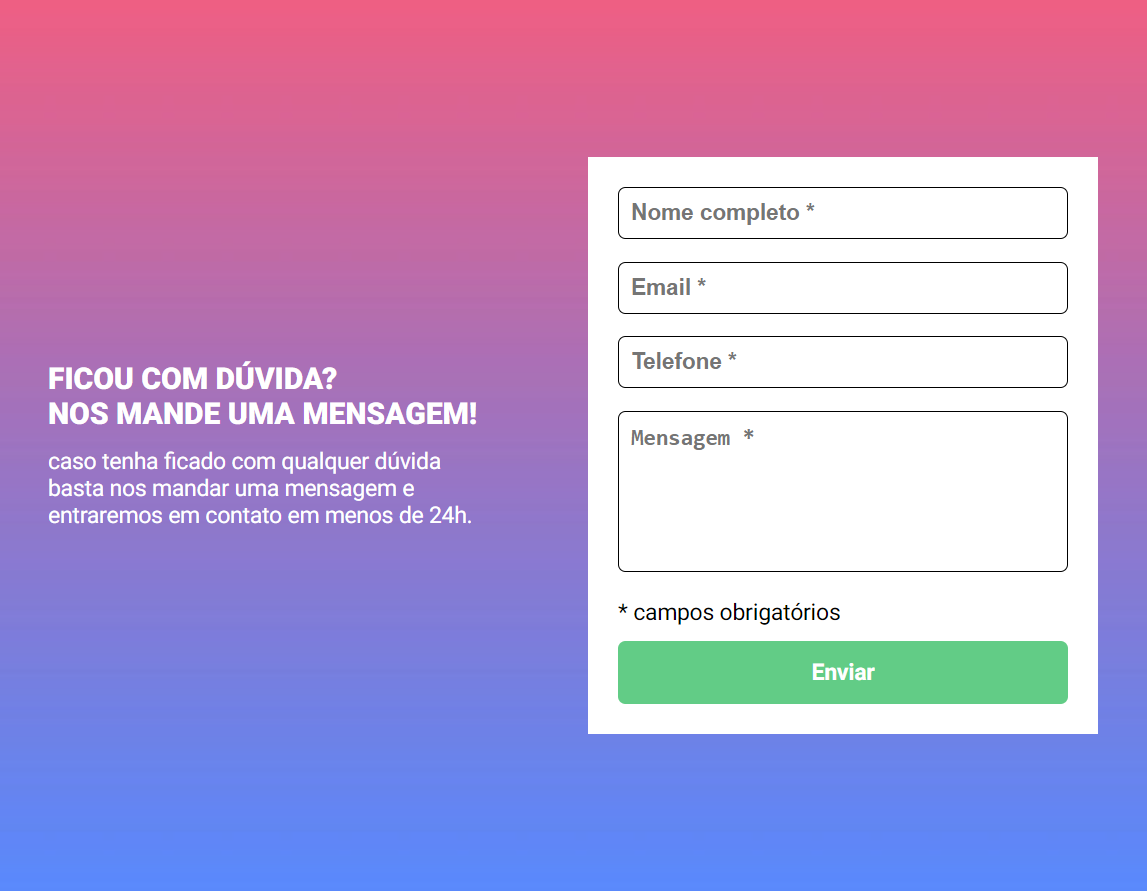 FICOU COM DÚVIDA?
NOS MANDE UMA MENSAGEM!
caso tenha ficado com qualquer dúvida
basta nos mandar uma mensagem e
entraremos em contato em menos de 24h.
Nome completo *
Email *
Telefone *
Mensagem *
* campos obrigatórios
Enviar